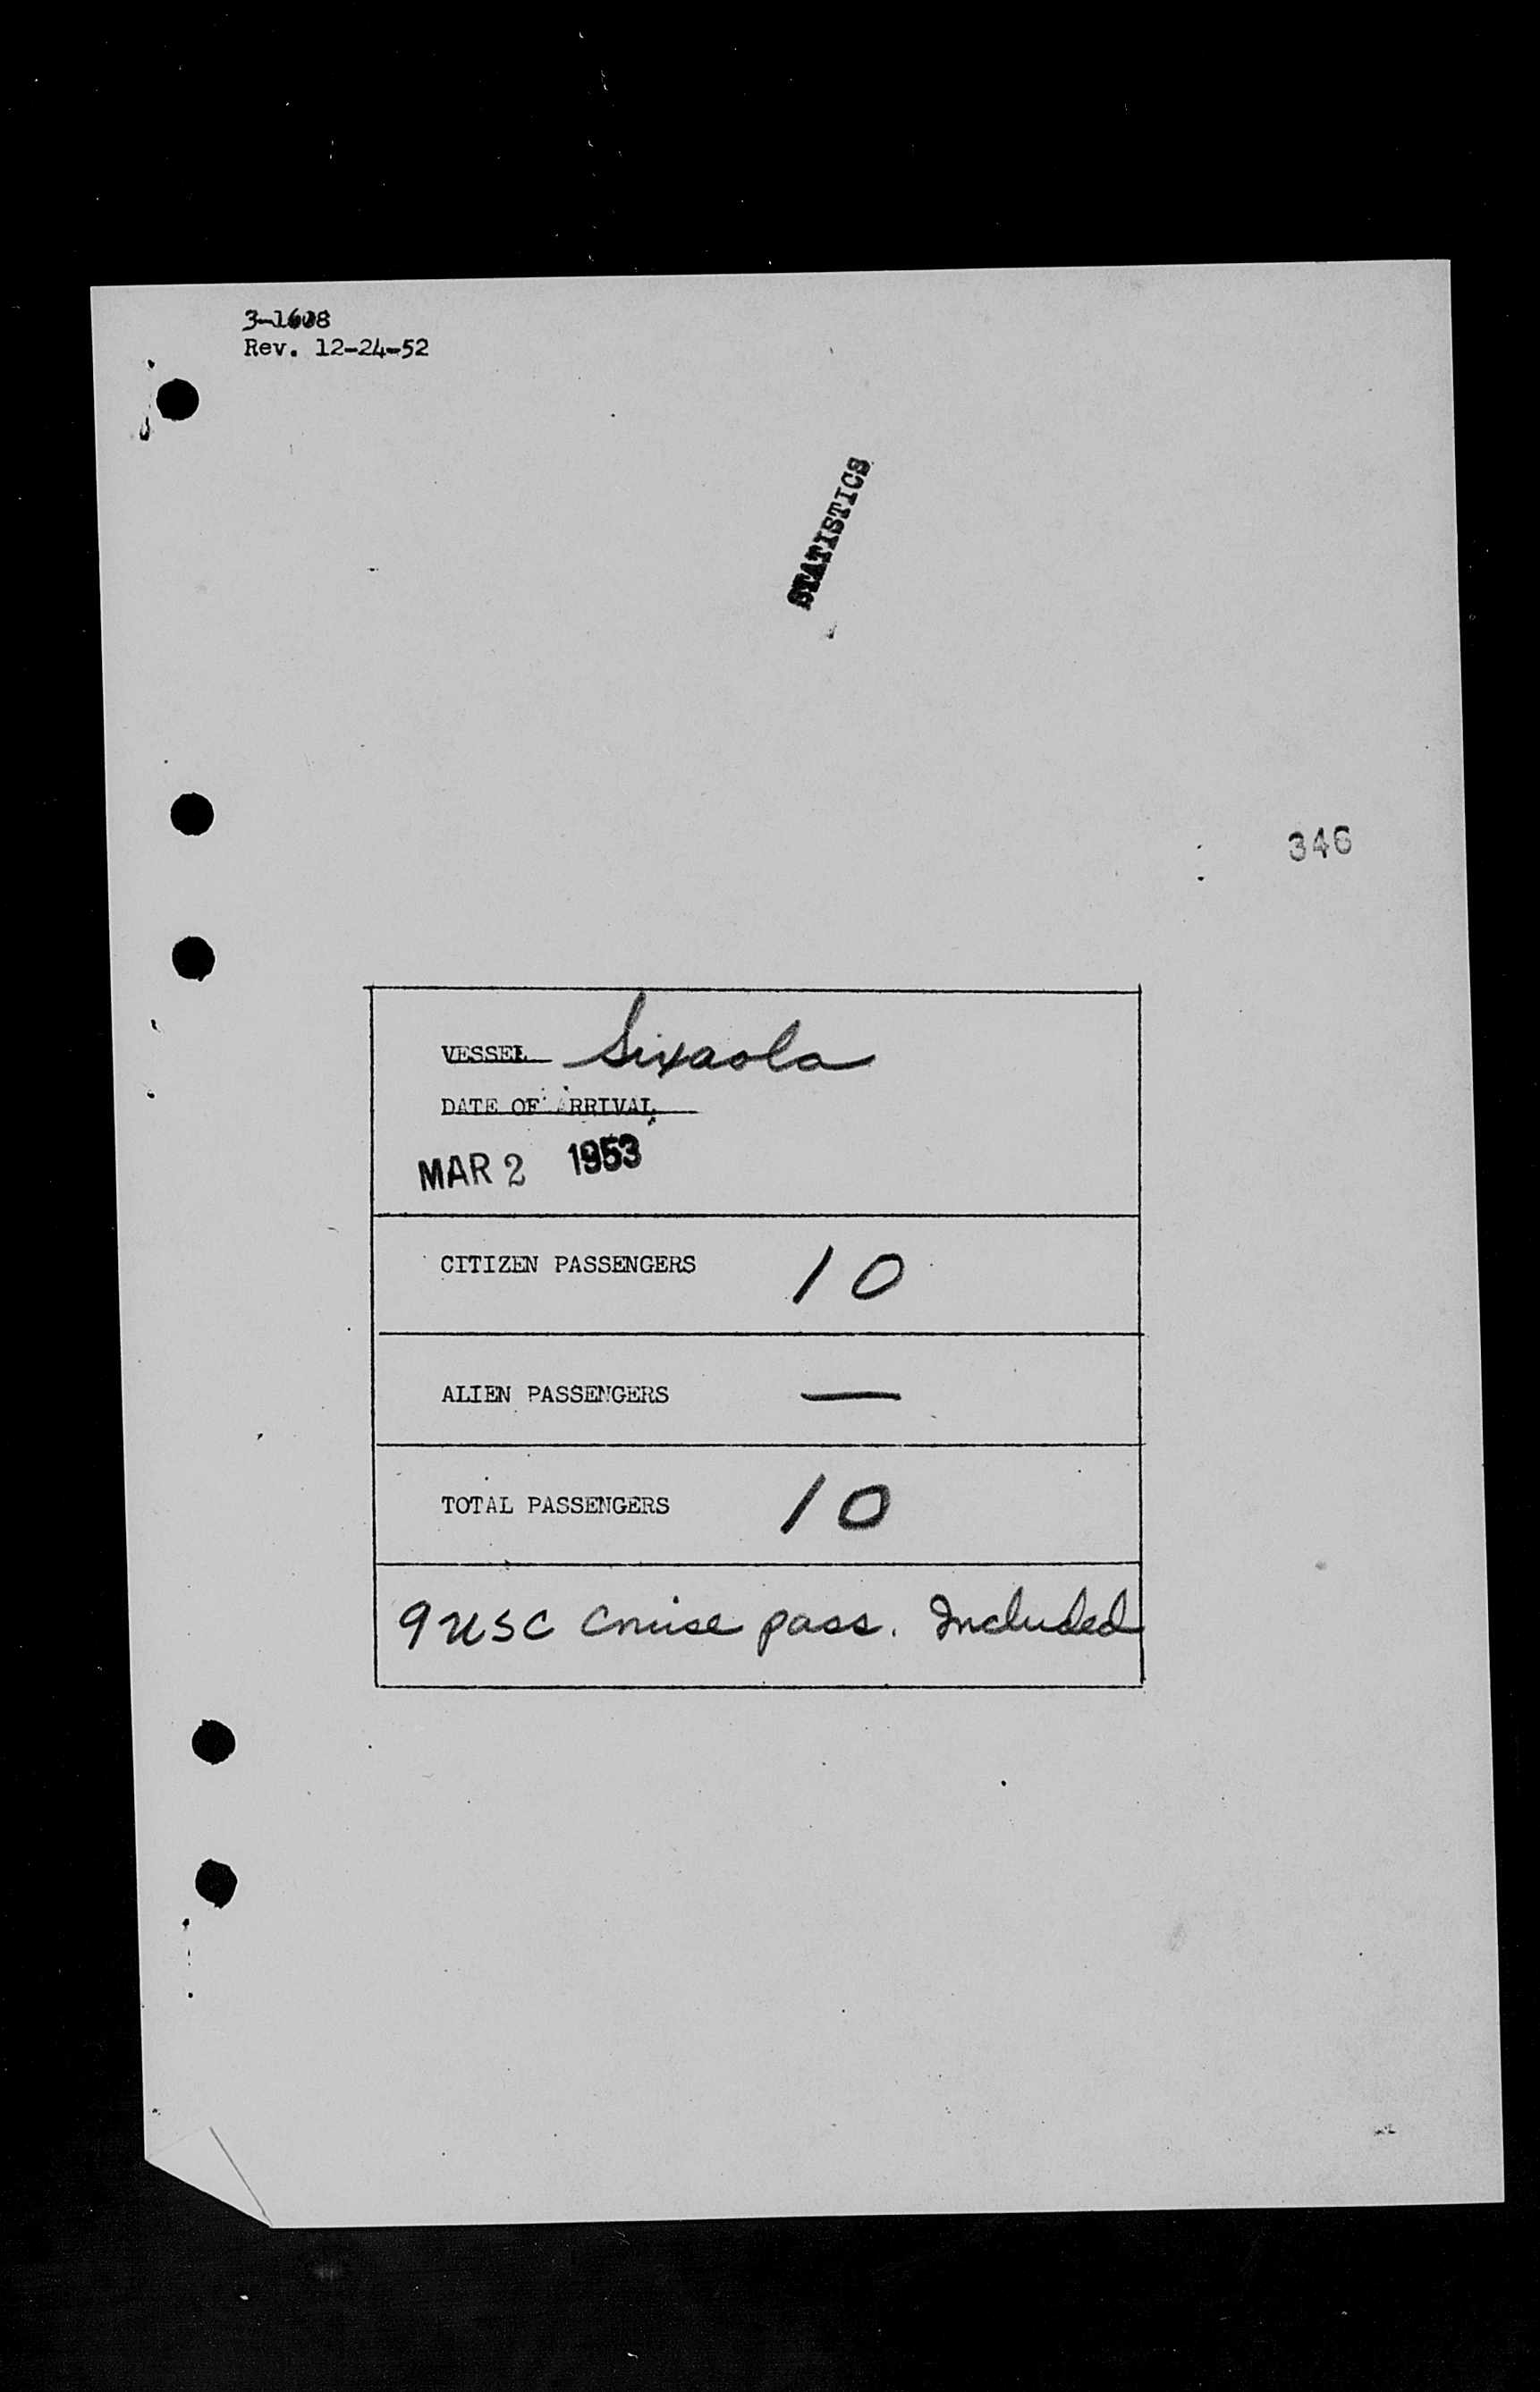 3-1608
Rev. 12-24-52
STATISTICS
346
VESSEL Sixaola
DATE OF ARRIVAL
MAR 2 1953
CITIZEN PASSENGERS 10
ALIEN PASSENGERS —
TOTAL PASSENGERS 10
9 USC Cruise pass. Included